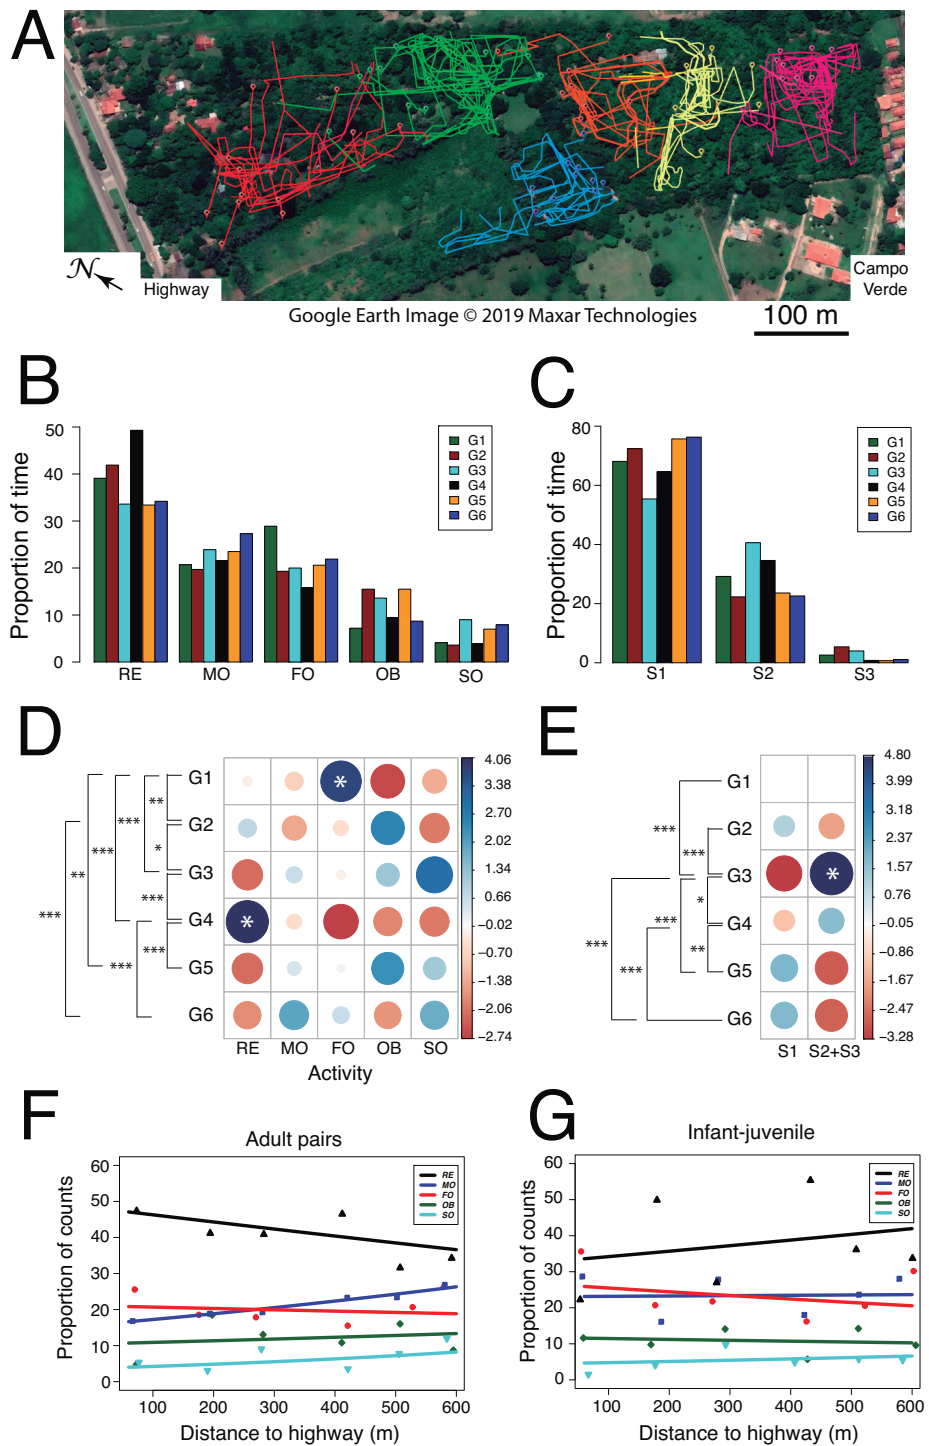 A
N
Highway
Campo
Verde
Google Earth Image © 2019 Maxar Technologies
100 m
B
Proportion of time
50
40
30
20
10
0
RE MO FO OB SO
G1
G2
G3
G4
G5
G6
C
Proportion of time
80
60
40
20
0
S1 S2 S3
G1
G2
G3
G4
G5
G6
D
G1
G2
G3
G4
G5
G6
*** ** *** *** *** ** * *** ***
*
*
RE MO FO OB SO
Activity
4.06
3.38
2.70
2.02
1.34
0.66
−0.02
−0.70
−1.38
−2.06
−2.74
E
G1
G2
G3
G4
G5
G6
*** *** *** *** *** * **
*
S1 S2+S3
4.80
3.99
3.18
2.37
1.57
0.76
−0.05
−0.86
−1.67
−2.47
−3.28
F
Adult pairs
Proportion of counts
60
50
40
30
20
10
0
100 200 300 400 500 600
Distance to highway (m)
RE
MO
FO
OB
SO
G
Infant-juvenile
Proportion of counts
60
50
40
30
20
10
0
100 200 300 400 500 600
Distance to highway (m)
RE
MO
FO
OB
SO